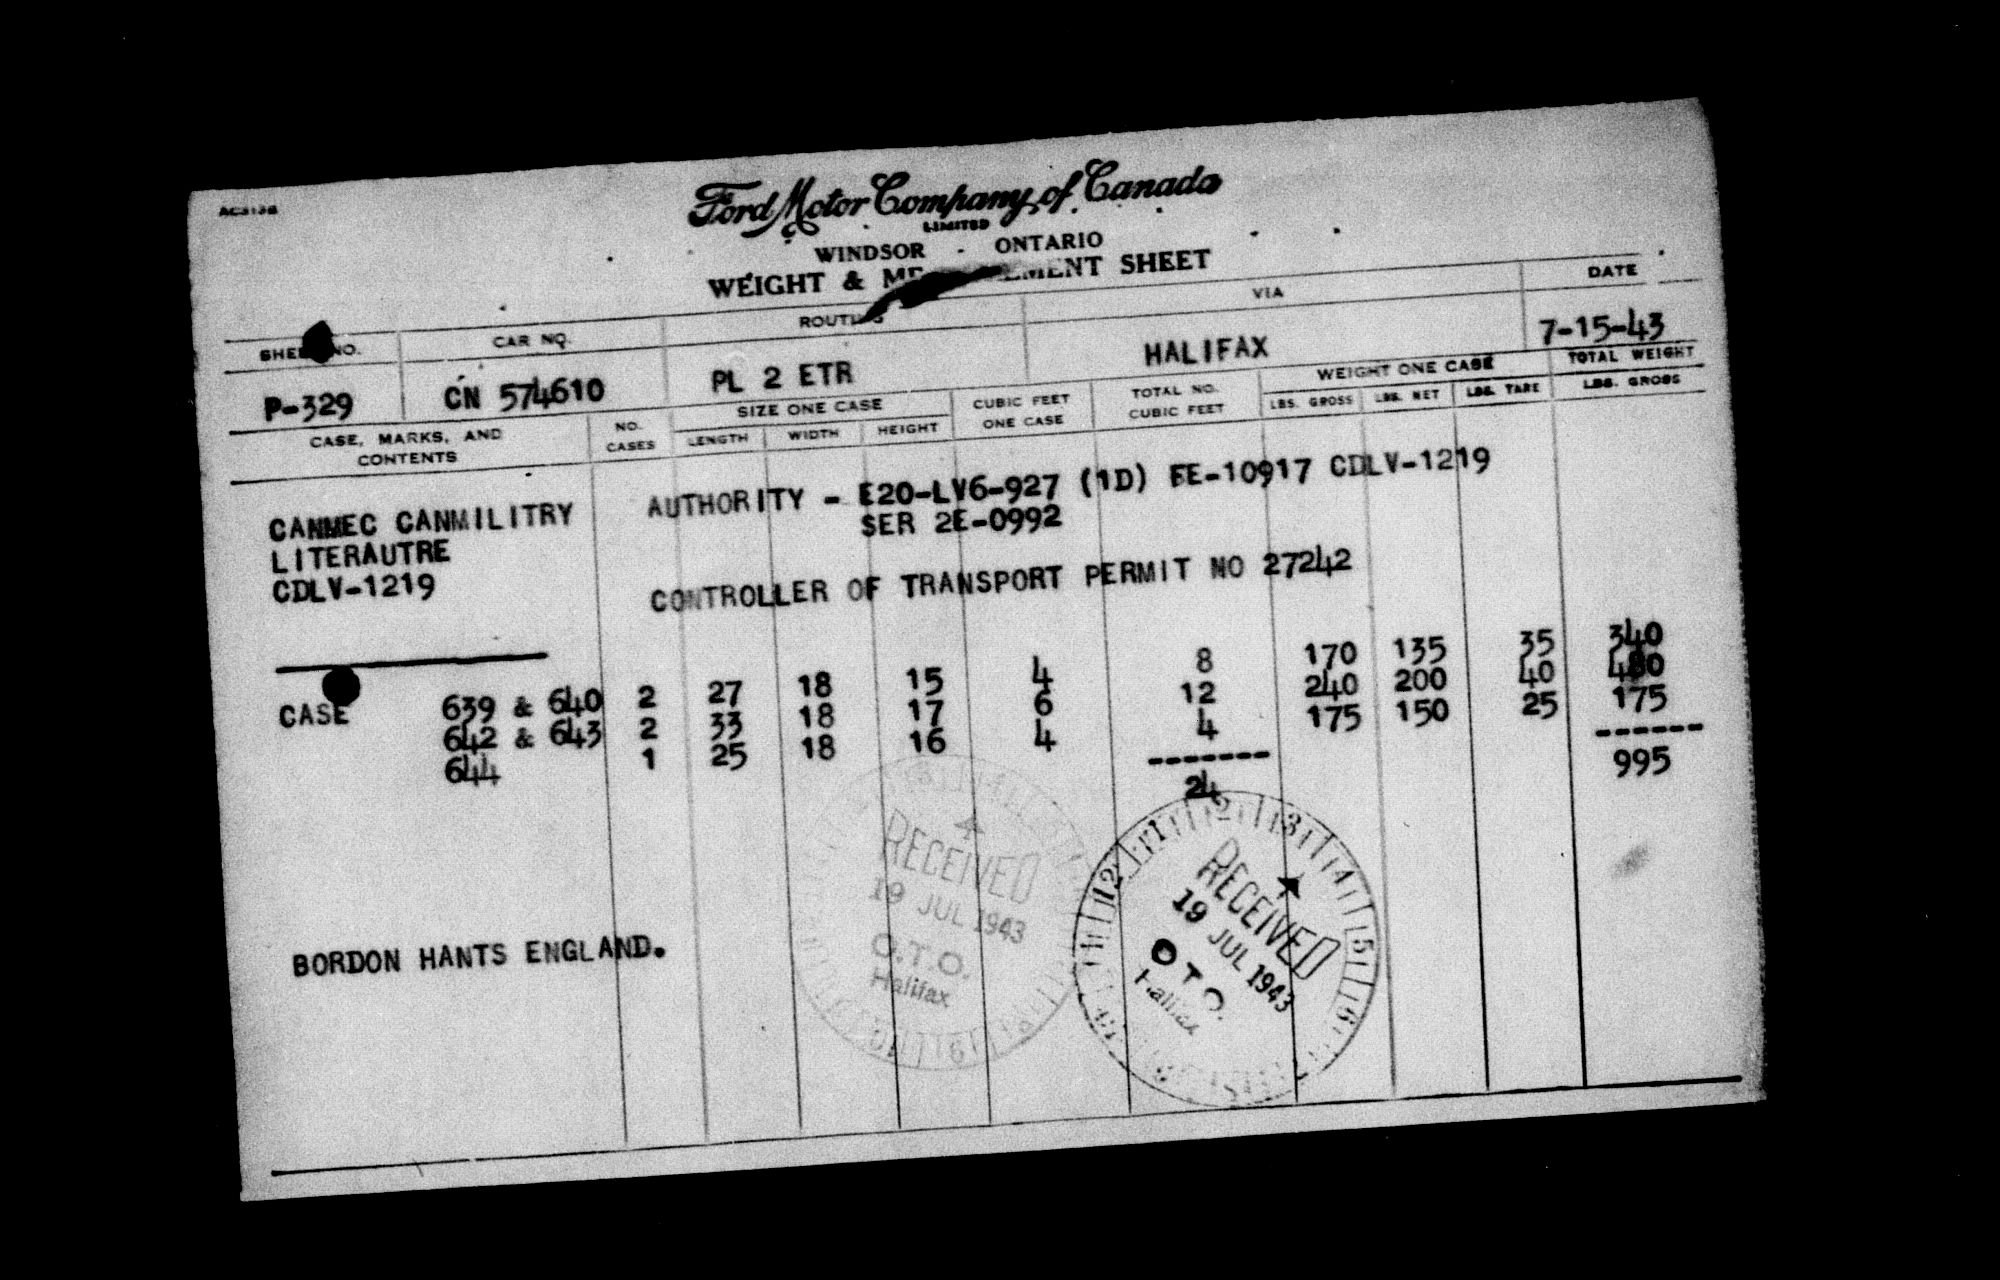 Ford Motor Company of Canada
LIMITED
WINDSOR - ONTARIO
WEIGHT & SHEET
CAR NO. VIA DATE
P-329 CN 574610 PL 2 ETR HALIFAX 7-15-43
CASE, MARKS, AND CONTENTS NO. CASES SIZE ONE CASE CUBIC FEET ONE CASE TOTAL NO. CUBIC FEET WEIGHT ONE CASE TOTAL WEIGHT
LENGTH WIDTH HEIGHT LBS. GROSS LBS. NET LBS. TARE LBS. GROSS
CANMEC CANMILITRY AUTHORITY - E20-LV6-927 (1D) EE-10917 CDLV-1219
LITERAUTRE SER 2E-0992
CDLV-1219 CONTROLLER OF TRANSPORT PERMIT NO 27242
CASE 639 & 640 2 27 18 15 4 8 170 135 35 340
642 & 643 2 33 18 17 6 12 240 200 40 480
644 1 25 18 16 4 4 175 150 25 175
24 995
RECEIVED
19 JUL 1943
O.T.O.
Halifax
RECEIVED
19 JUL 1943
O.T.O.
Halifax
BORDON HANTS ENGLAND.